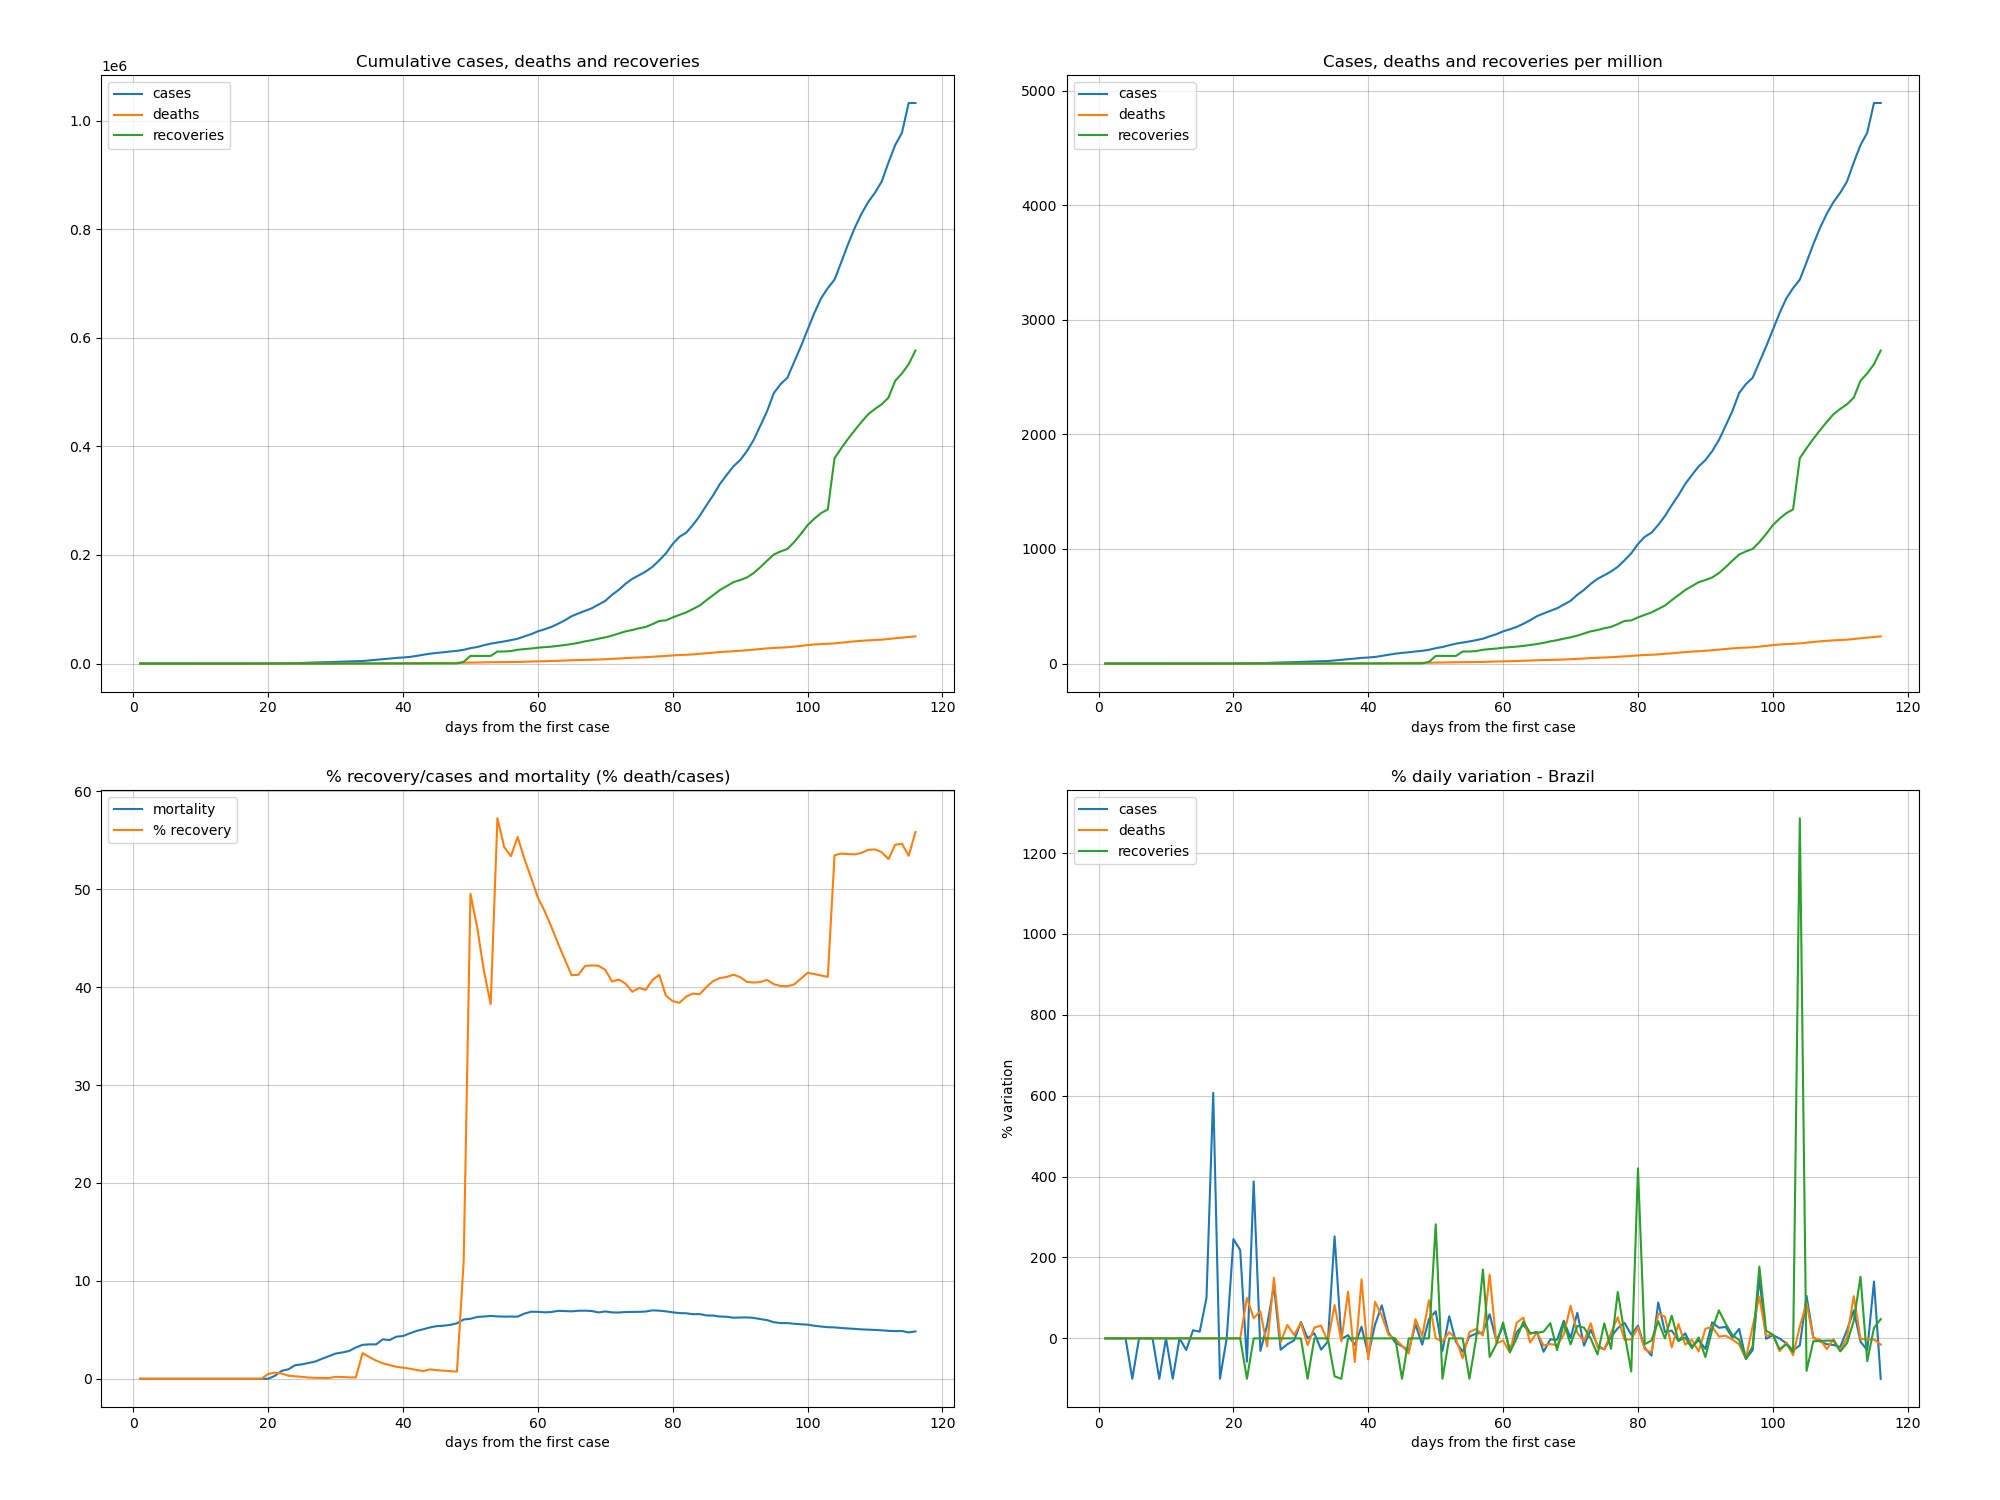 Cumulative cases, deaths and recoveries
1e6
cases
deaths
recoveries
1.0
0.8
0.6
0.4
0.2
0.0
0 20 40 60 80 100 120
days from the first case
Cases, deaths and recoveries per million
cases
deaths
recoveries
5000
4000
3000
2000
1000
0
0 20 40 60 80 100 120
days from the first case
% recovery/cases and mortality (% death/cases)
mortality
% recovery
60
50
40
30
20
10
0
0 20 40 60 80 100 120
days from the first case
% daily variation - Brazil
cases
deaths
recoveries
% variation
1200
1000
800
600
400
200
0
0 20 40 60 80 100 120
days from the first case